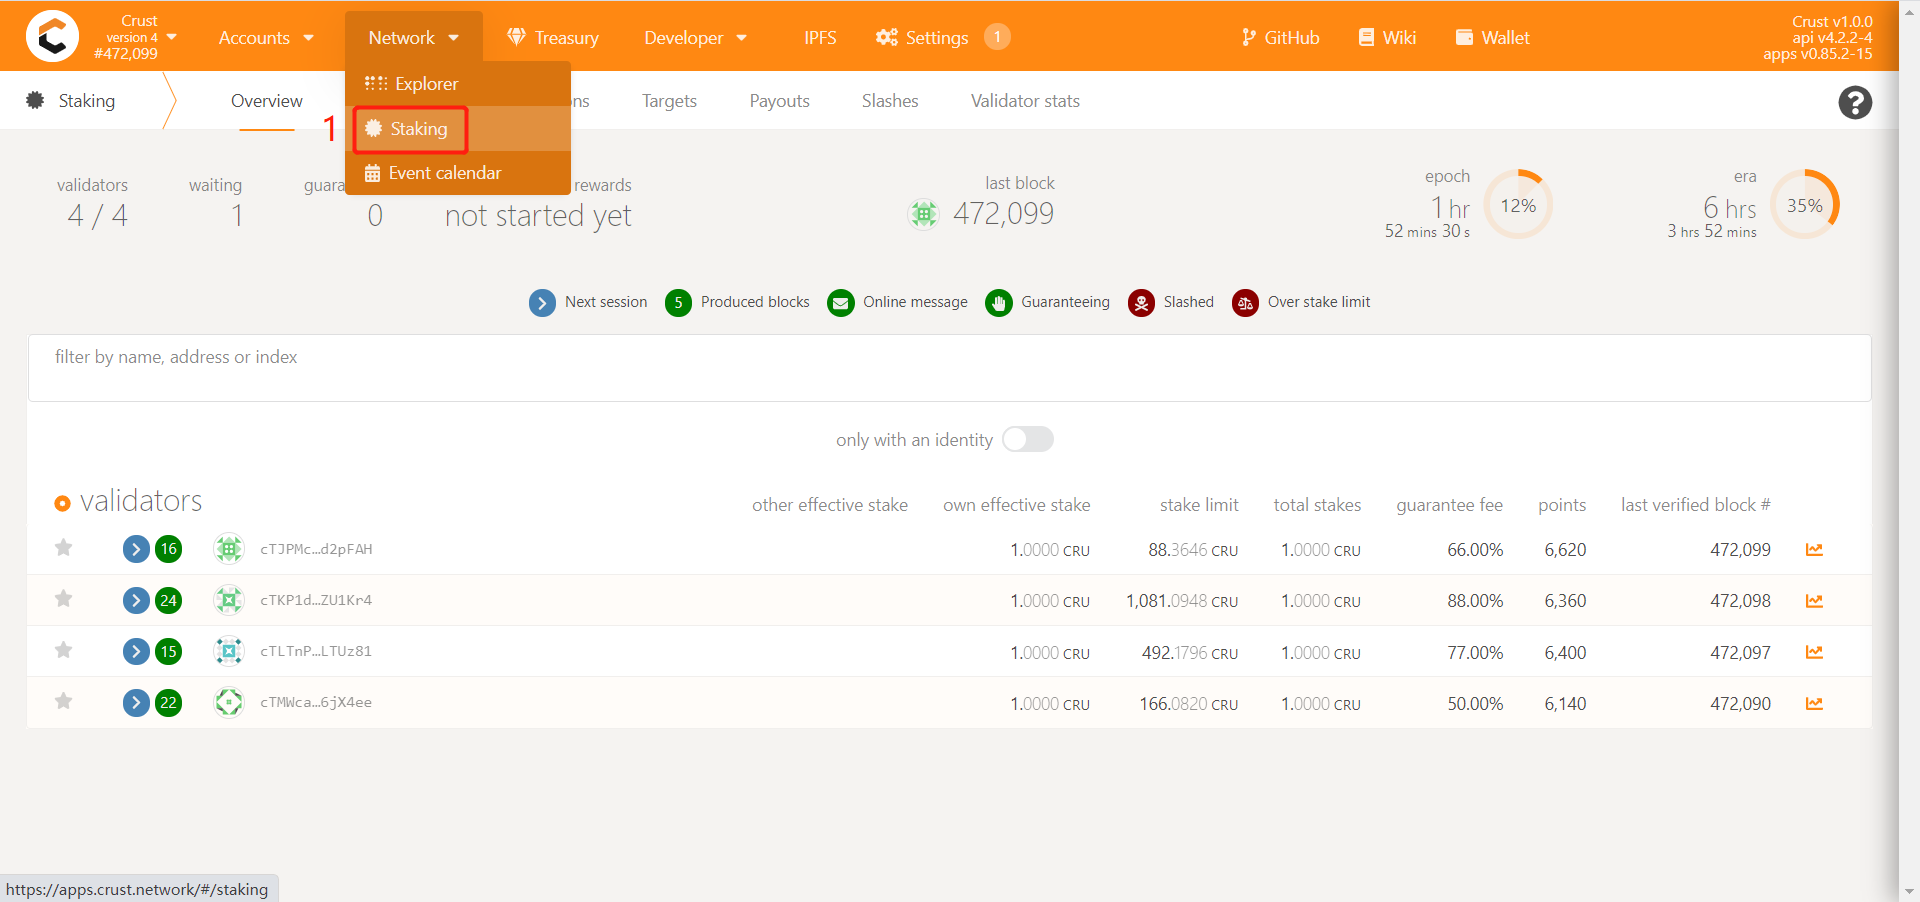 Crust
version 4
#472,099
Accounts
Network
Treasury
Developer
IPFS
Settings
1
GitHub
Wiki
Wallet
Crust v1.0.0
api v4.2.2-4
apps v0.85.2-15
Explorer
Staking
Event calendar
1
Staking
Overview
ns
Targets
Payouts
Slashes
Validator stats
?
validators
4 / 4
waiting
1
guara
0
rewards
not started yet
last block
472,099
epoch
1 hr
52 mins 30 s
12%
era
6 hrs
3 hrs 52 mins
35%
Next session
5 Produced blocks
Online message
Guaranteeing
Slashed
Over stake limit
filter by name, address or index
only with an identity
validators other effective stake own effective stake stake limit total stakes guarantee fee points last verified block #
16 cTJPMc…d2pFAH 1.0000 CRU 88.3646 CRU 1.0000 CRU 66.00% 6,620 472,099
24 cTKP1d…ZU1Kr4 1.0000 CRU 1,081.0948 CRU 1.0000 CRU 88.00% 6,360 472,098
15 cTLTnP…LTUz81 1.0000 CRU 492.1796 CRU 1.0000 CRU 77.00% 6,400 472,097
22 cTMWca…6jX4ee 1.0000 CRU 166.0820 CRU 1.0000 CRU 50.00% 6,140 472,090
https://apps.crust.network/#/staking